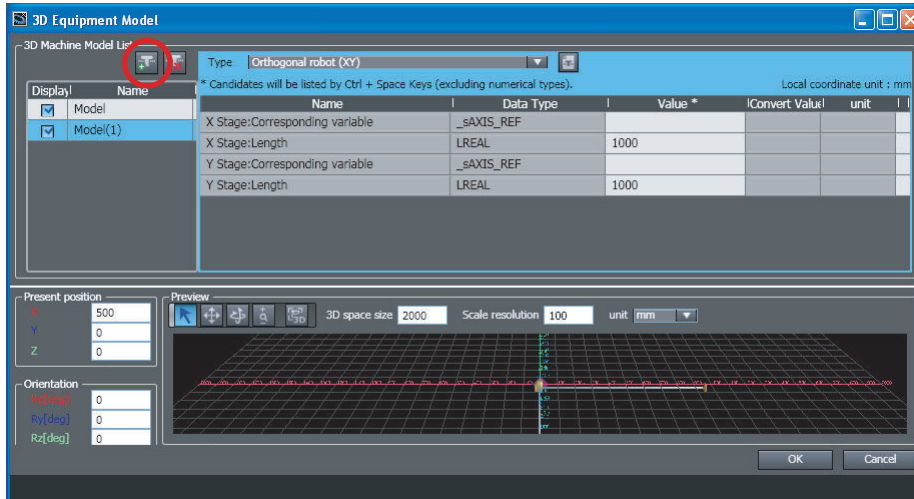 3D Equipment Model
3D Machine Model List
Type Orthogonal robot (XY)
* Candidates will be listed by Ctrl + Space Keys (excluding numerical types). Local coordinate unit : mm
Display Name
Name Data Type Value * Convert Value unit
Model
Model(1)
X Stage:Corresponding variable _sAXIS_REF
X Stage:Length LREAL 1000
Y Stage:Corresponding variable _sAXIS_REF
Y Stage:Length LREAL 1000
Present position
X 500
Y 0
Z 0
Preview
3D space size 2000 Scale resolution 100 unit mm
Orientation
Rx[deg] 0
Ry[deg] 0
Rz[deg] 0
OK Cancel